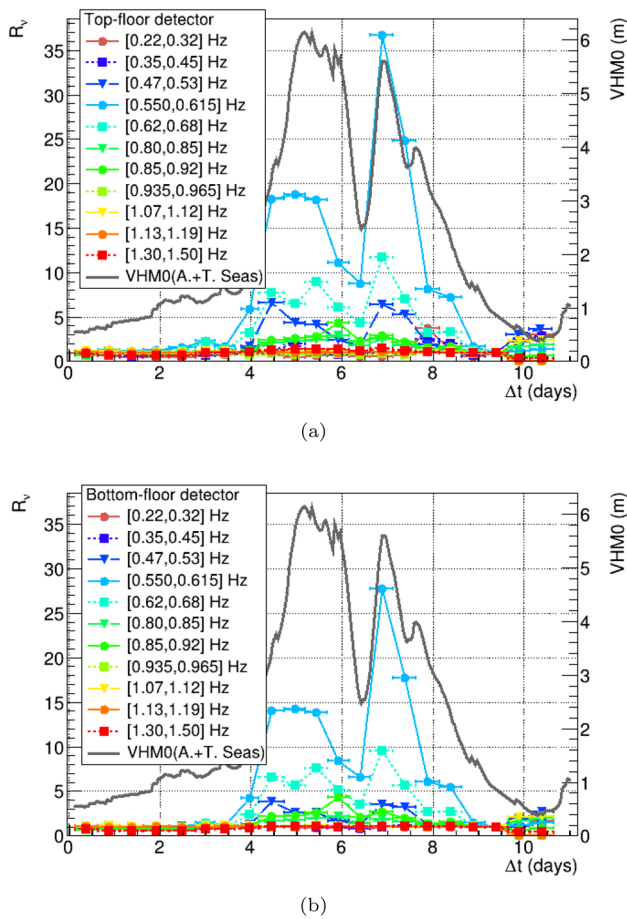 Top-floor detector
[0.22,0.32] Hz
[0.35,0.45] Hz
[0.47,0.53] Hz
[0.550,0.615] Hz
[0.62,0.68] Hz
[0.80,0.85] Hz
[0.85,0.92] Hz
[0.935,0.965] Hz
[1.07,1.12] Hz
[1.13,1.19] Hz
[1.30,1.50] Hz
VHM0(A.+T. Seas)
Rν
35
30
25
20
15
10
5
0
0 2 4 6 8 10
Δt (days)
VHM0 (m)
6
5
4
3
2
1
0
(a)
Bottom-floor detector
[0.22,0.32] Hz
[0.35,0.45] Hz
[0.47,0.53] Hz
[0.550,0.615] Hz
[0.62,0.68] Hz
[0.80,0.85] Hz
[0.85,0.92] Hz
[0.935,0.965] Hz
[1.07,1.12] Hz
[1.13,1.19] Hz
[1.30,1.50] Hz
VHM0(A.+T. Seas)
Rν
35
30
25
20
15
10
5
0
0 2 4 6 8 10
Δt (days)
VHM0 (m)
6
5
4
3
2
1
0
(b)